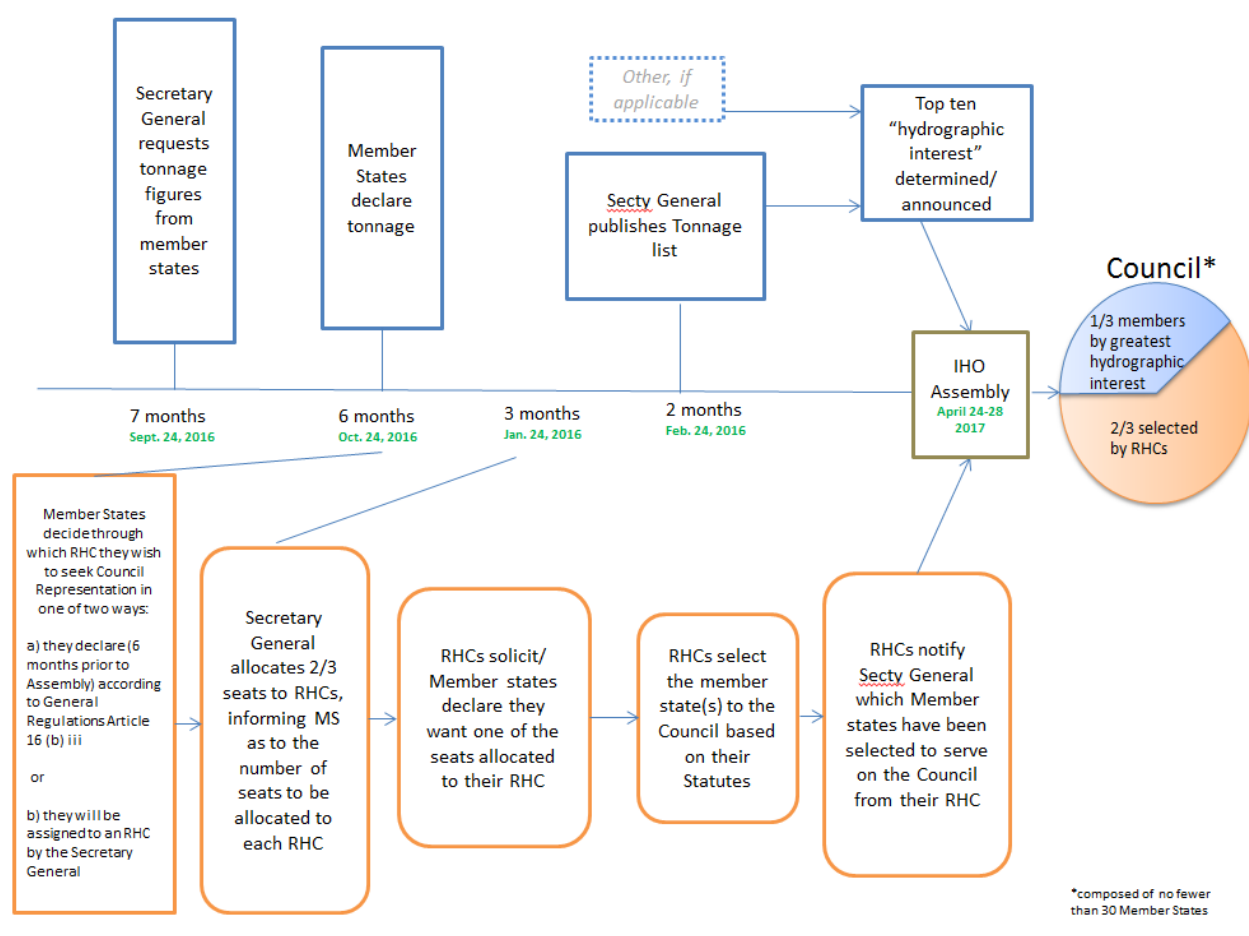 Secretary
General
requests
tonnage
figures
from
member
states
Member
States
declare
tonnage
Other, if
applicable
Secty General
publishes Tonnage
list
Top ten
“hydrographic
interest”
determined/
announced
Council*
1/3 members
by greatest
hydrographic
interest
2/3 selected
by RHCs
IHO
Assembly
April 24-28
2017
7 months
Sept. 24, 2016
6 months
Oct. 24, 2016
3 months
Jan. 24, 2016
2 months
Feb. 24, 2016
Member States
decide through
which RHC they wish
to seek Council
Representation in
one of two ways:
a) they declare (6
months prior to
Assembly) according
to General
Regulations Article
16 (b) iii
or
b) they will be
assigned to an RHC
by the Secretary
General
Secretary
General
allocates 2/3
seats to RHCs,
informing MS
as to the
number of
seats to be
allocated to
each RHC
RHCs solicit/
Member states
declare they
want one of the
seats allocated
to their RHC
RHCs select
the member
state(s) to the
Council based
on their
Statutes
RHCs notify
Secty General
which Member
states have been
selected to serve
on the Council
from their RHC
*composed of no fewer
than 30 Member States